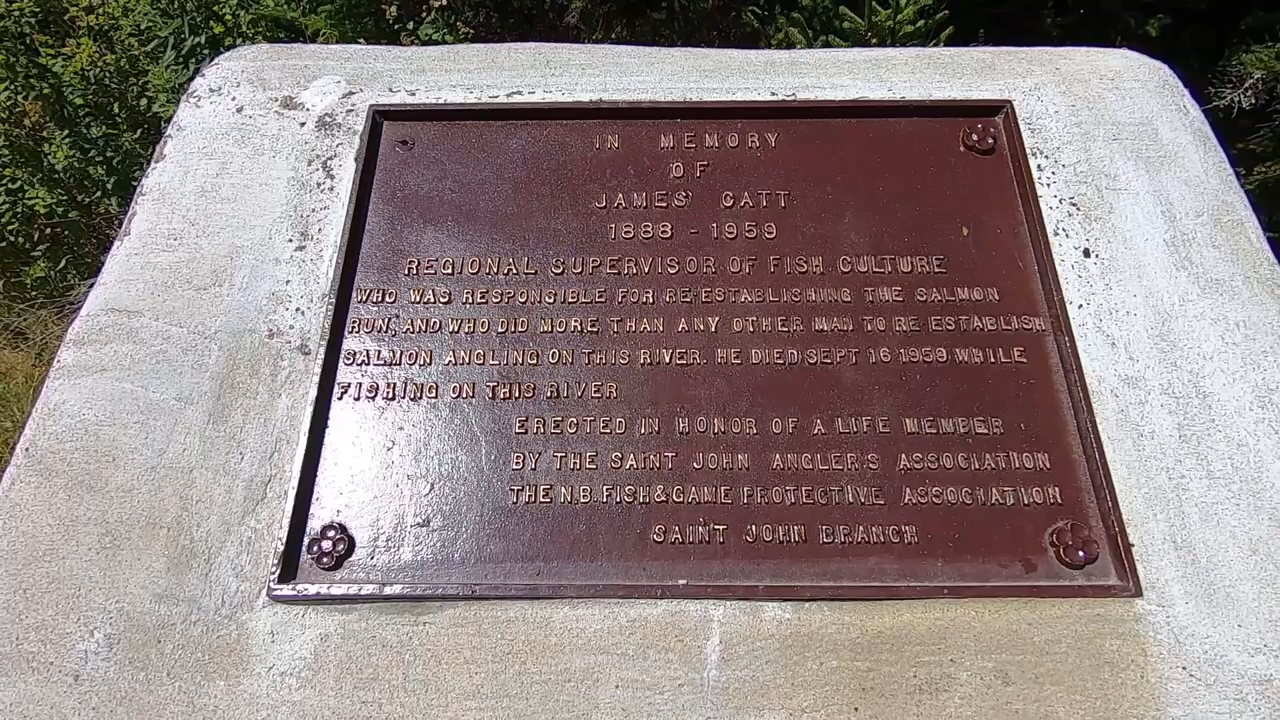 IN MEMORY
OF
JAMES CATT
1888 - 1959
REGIONAL SUPERVISOR OF FISH CULTURE
WHO WAS RESPONSIBLE FOR RE-ESTABLISHING THE SALMON
RUN, AND WHO DID MORE, THAN ANY OTHER MAN TO RE-ESTABLISH
SALMON ANGLING ON THIS RIVER. HE DIED SEPT 16 1959 WHILE
FISHING ON THIS RIVER
ERECTED IN HONOR OF A LIFE MEMBER
BY THE SAINT JOHN ANGLER'S ASSOCIATION
THE N.B. FISH & GAME PROTECTIVE ASSOCIATION
SAINT JOHN BRANCH